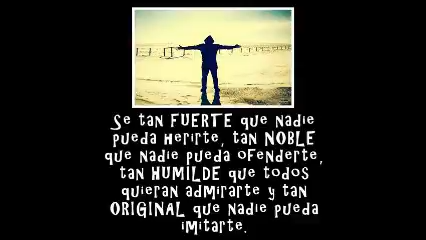 Se tan FUERTE que nadie
pueda herirte, tan NOBLE
que nadie pueda ofenderte,
tan HUMILDE que todos
quieran admirarte y tan
ORIGINAL que nadie pueda
imitarte.